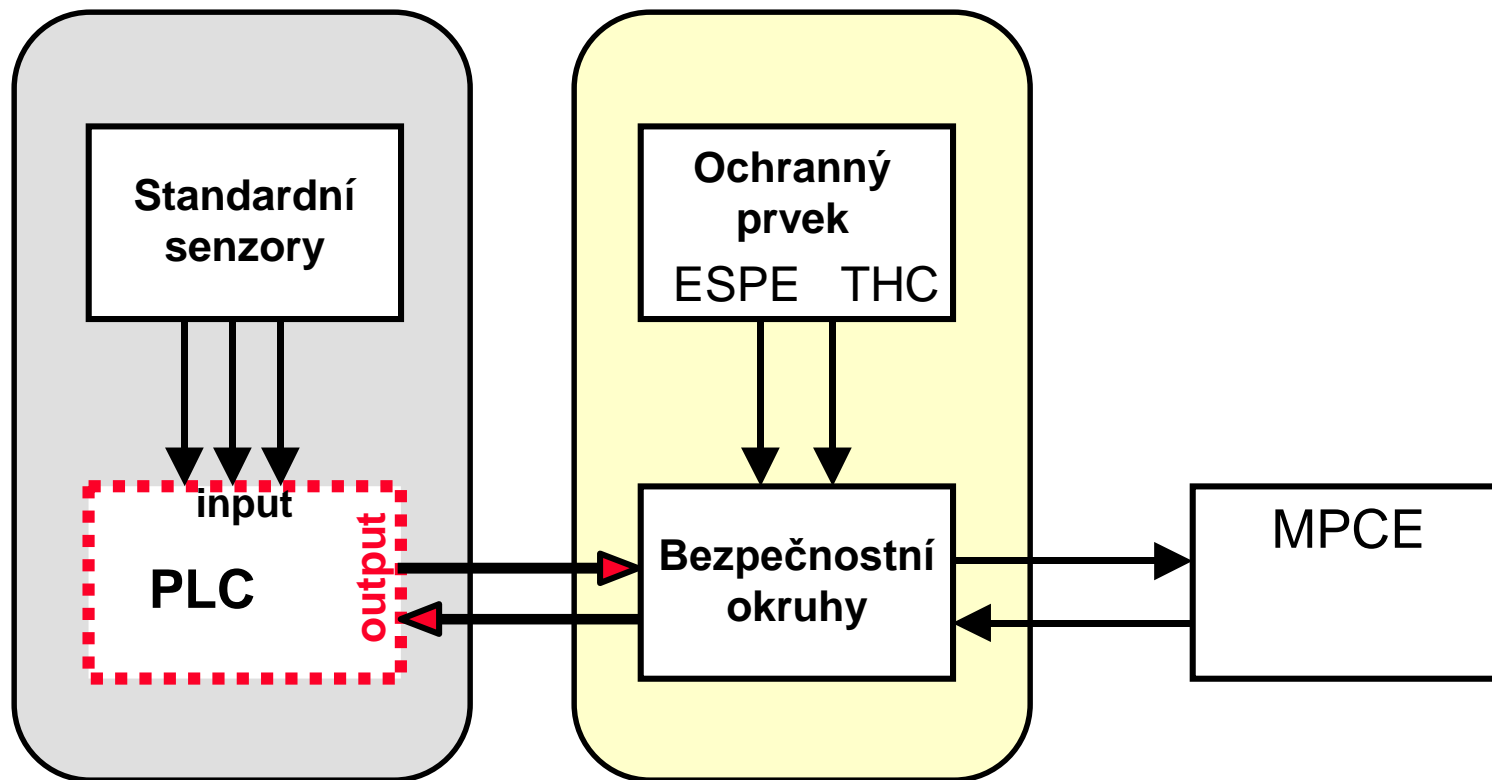 Standardní
senzory
input
PLC
output
Ochranný
prvek
ESPE THC
Bezpečnostní
okruhy
MPCE